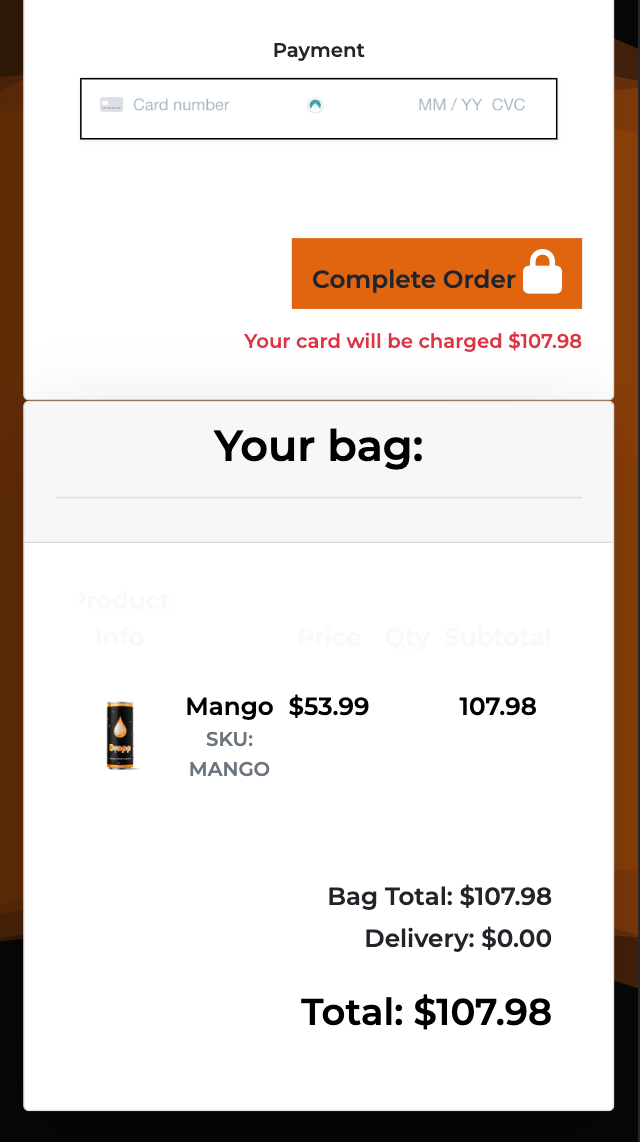 Payment
Card number MM / YY CVC
Complete Order
Your card will be charged $107.98
Your bag:
Product
Info Price Qty Subtotal
Mango $53.99 107.98
SKU:
MANGO
Dropp
Bag Total: $107.98
Delivery: $0.00
Total: $107.98